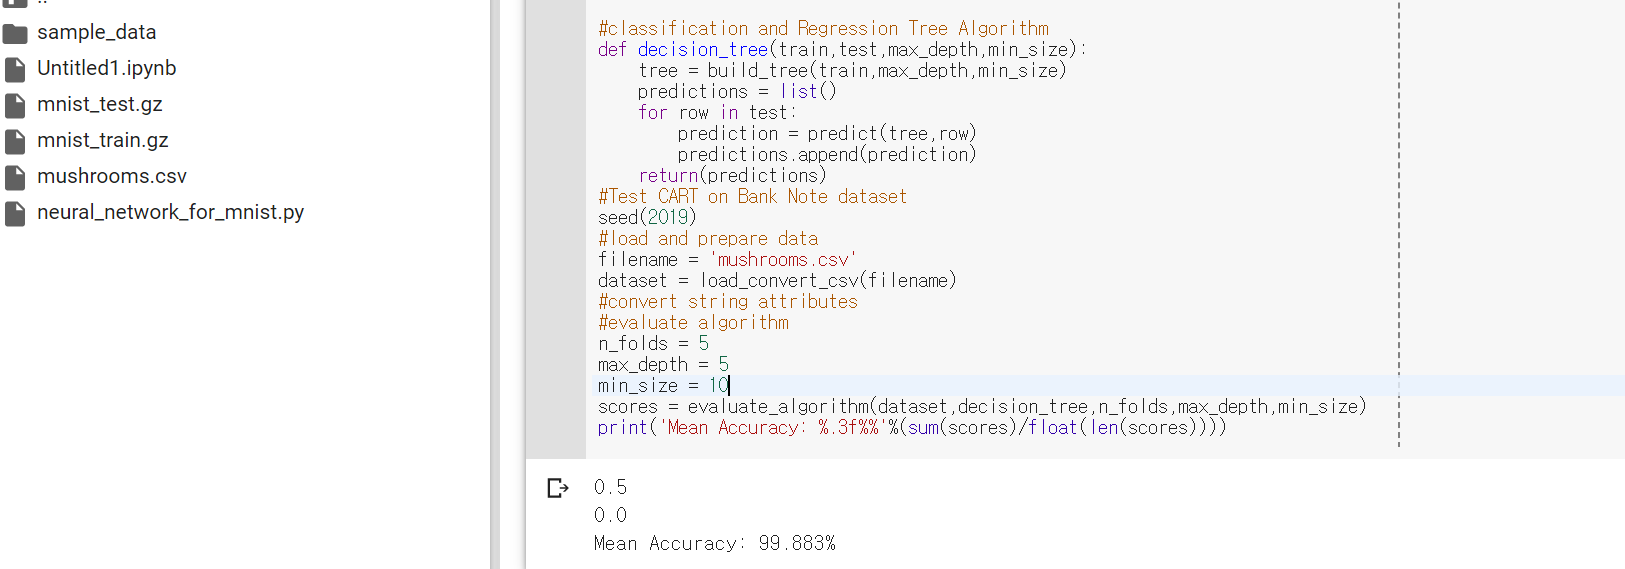 ..
sample_data
Untitled1.ipynb
mnist_test.gz
mnist_train.gz
mushrooms.csv
neural_network_for_mnist.py
#classification and Regression Tree Algorithm
def decision_tree(train,test,max_depth,min_size):
    tree = build_tree(train,max_depth,min_size)
    predictions = list()
    for row in test:
        prediction = predict(tree,row)
        predictions.append(prediction)
    return(predictions)
#Test CART on Bank Note dataset
seed(2019)
#load and prepare data
filename = 'mushrooms.csv'
dataset = load_convert_csv(filename)
#convert string attributes
#evaluate algorithm
n_folds = 5
max_depth = 5
min_size = 10
scores = evaluate_algorithm(dataset,decision_tree,n_folds,max_depth,min_size)
print('Mean Accuracy: %.3f%%'%(sum(scores)/float(len(scores))))
0.5
0.0
Mean Accuracy: 99.883%